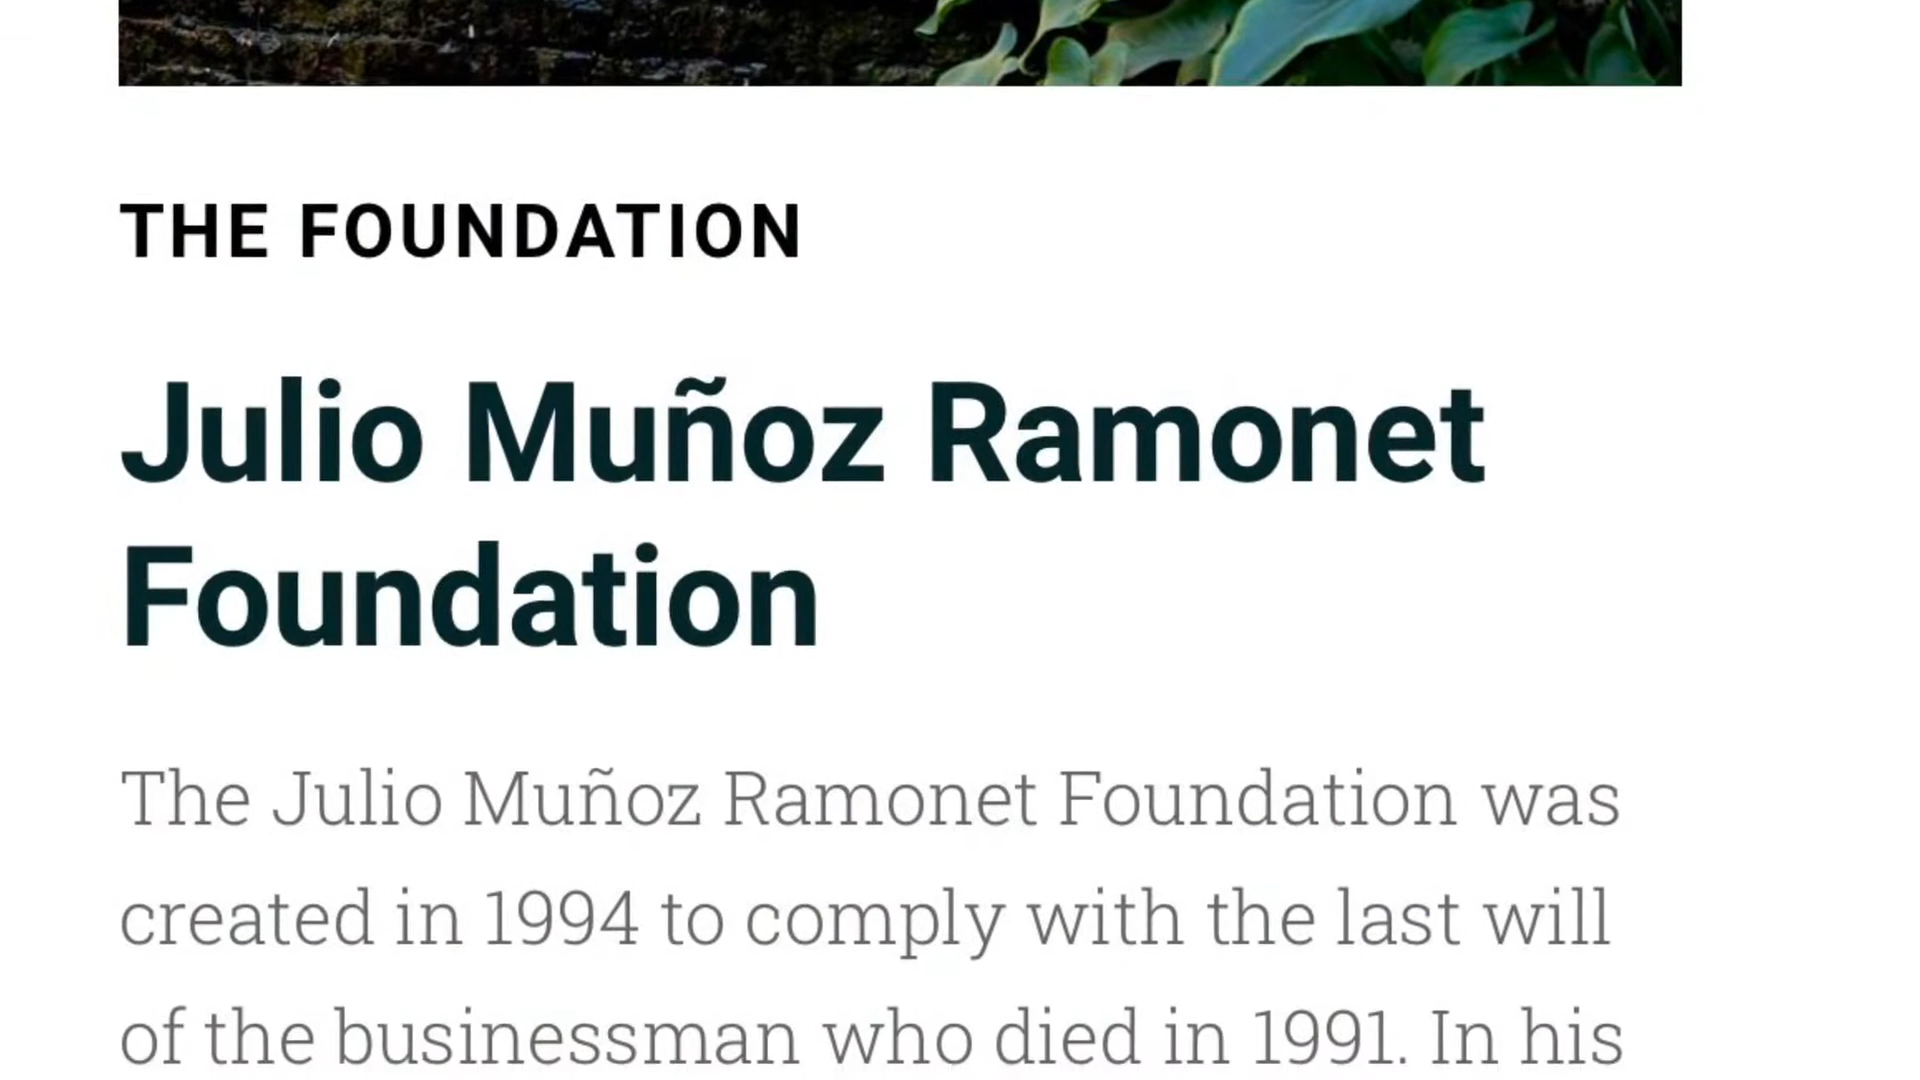 THE FOUNDATION
Julio Muñoz Ramonet
Foundation
The Julio Muñoz Ramonet Foundation was
created in 1994 to comply with the last will
of the businessman who died in 1991. In his